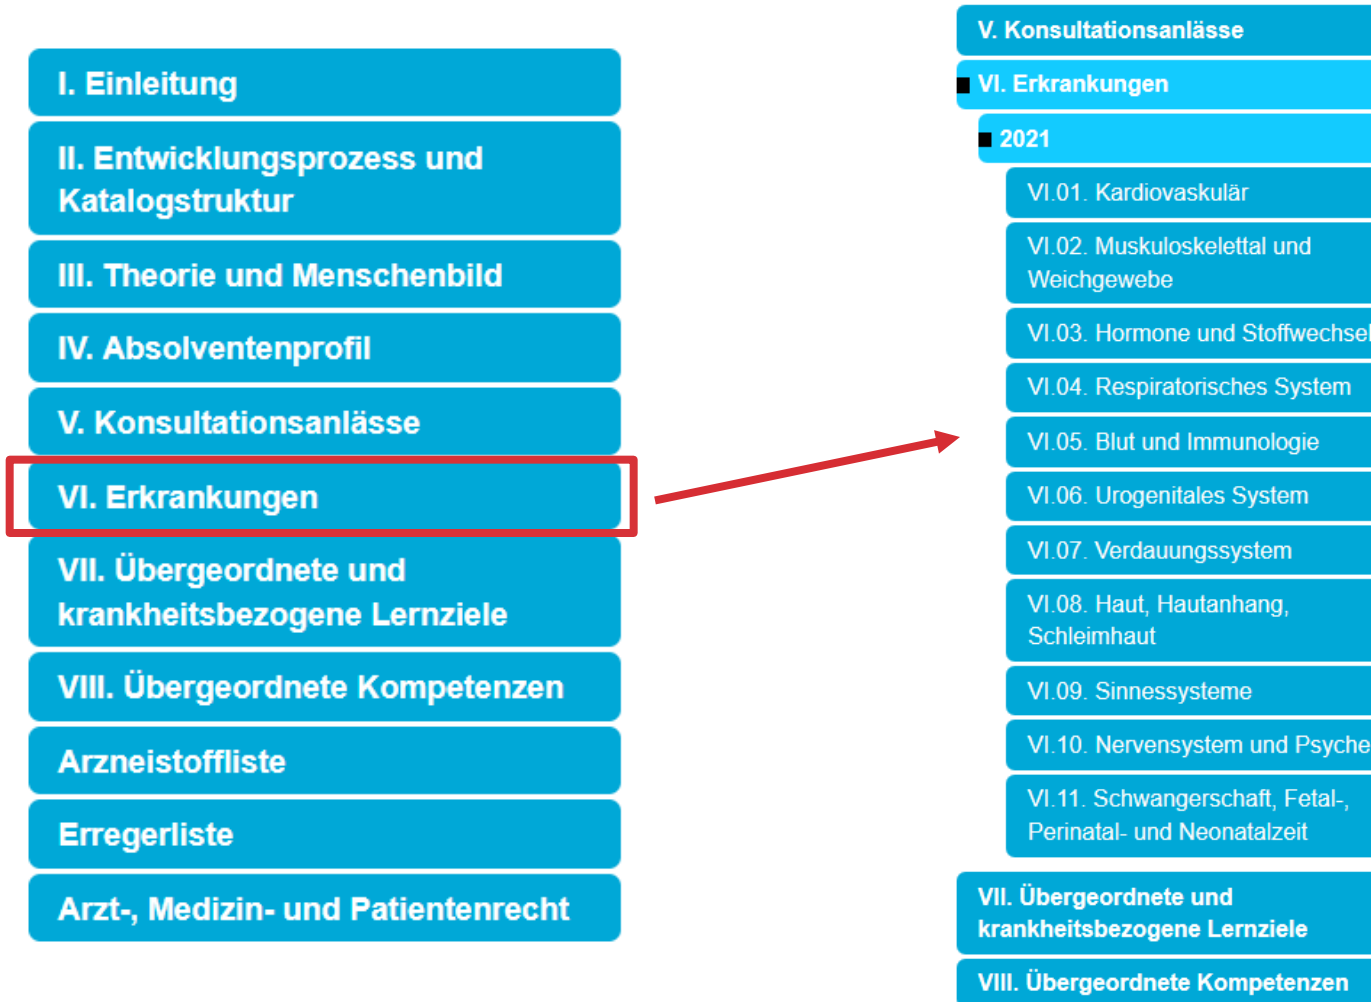 I. Einleitung
II. Entwicklungsprozess und
Katalogstruktur
III. Theorie und Menschenbild
IV. Absolventenprofil
V. Konsultationsanlässe
VI. Erkrankungen
VII. Übergeordnete und
krankheitsbezogene Lernziele
VIII. Übergeordnete Kompetenzen
Arzneistoffliste
Erregerliste
Arzt-, Medizin- und Patientenrecht
V. Konsultationsanlässe
VI. Erkrankungen
2021
VI.01. Kardiovaskulär
VI.02. Muskuloskelettal und
Weichgewebe
VI.03. Hormone und Stoffwechsel
VI.04. Respiratorisches System
VI.05. Blut und Immunologie
VI.06. Urogenitales System
VI.07. Verdauungssystem
VI.08. Haut, Hautanhang,
Schleimhaut
VI.09. Sinnessysteme
VI.10. Nervensystem und Psyche
VI.11. Schwangerschaft, Fetal-,
Perinatal- und Neonatalzeit
VII. Übergeordnete und
krankheitsbezogene Lernziele
VIII. Übergeordnete Kompetenzen